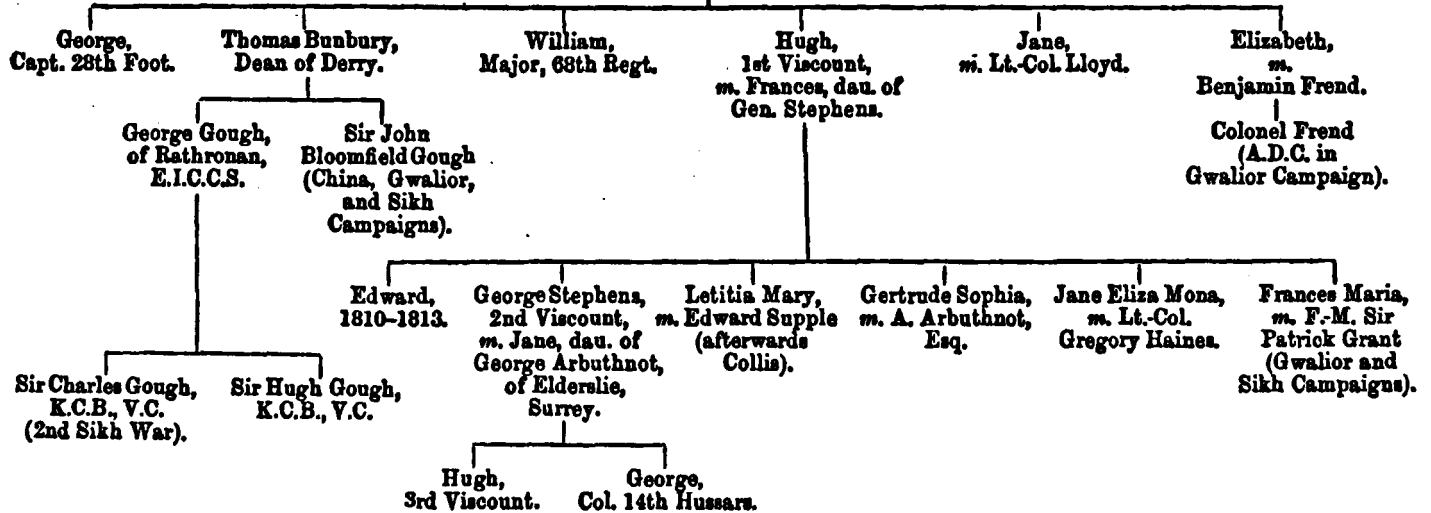 George,
Capt. 28th Foot.
Thomas Bunbury,
Dean of Derry.
William,
Major, 68th Regt.
Hugh,
1st Viscount,
m. Frances, dau. of
Gen. Stephens.
Jane,
m. Lt.-Col. Lloyd.
Elizabeth,
m.
Benjamin Frend.
George Gough,
of Rathronan,
E.I.C.C.S.
Sir John
Bloomfield Gough
(China, Gwalior,
and Sikh
Campaigns).
Colonel Frend
(A.D.C. in
Gwalior Campaign).
Edward,
1810-1813.
George Stephens,
2nd Viscount,
m. Jane, dau. of
George Arbuthnot,
of Elderslie,
Surrey.
Letitia Mary,
m. Edward Supple
(afterwards
Collis).
Gertrude Sophia,
m. A. Arbuthnot,
Esq.
Jane Eliza Mona,
m. Lt.-Col.
Gregory Haines.
Frances Maria,
m. F.-M. Sir
Patrick Grant
(Gwalior and
Sikh Campaigns).
Sir Charles Gough,
K.C.B., V.C.
(2nd Sikh War).
Sir Hugh Gough,
K.C.B., V.C.
Hugh,
3rd Viscount.
George,
Col. 14th Hussars.